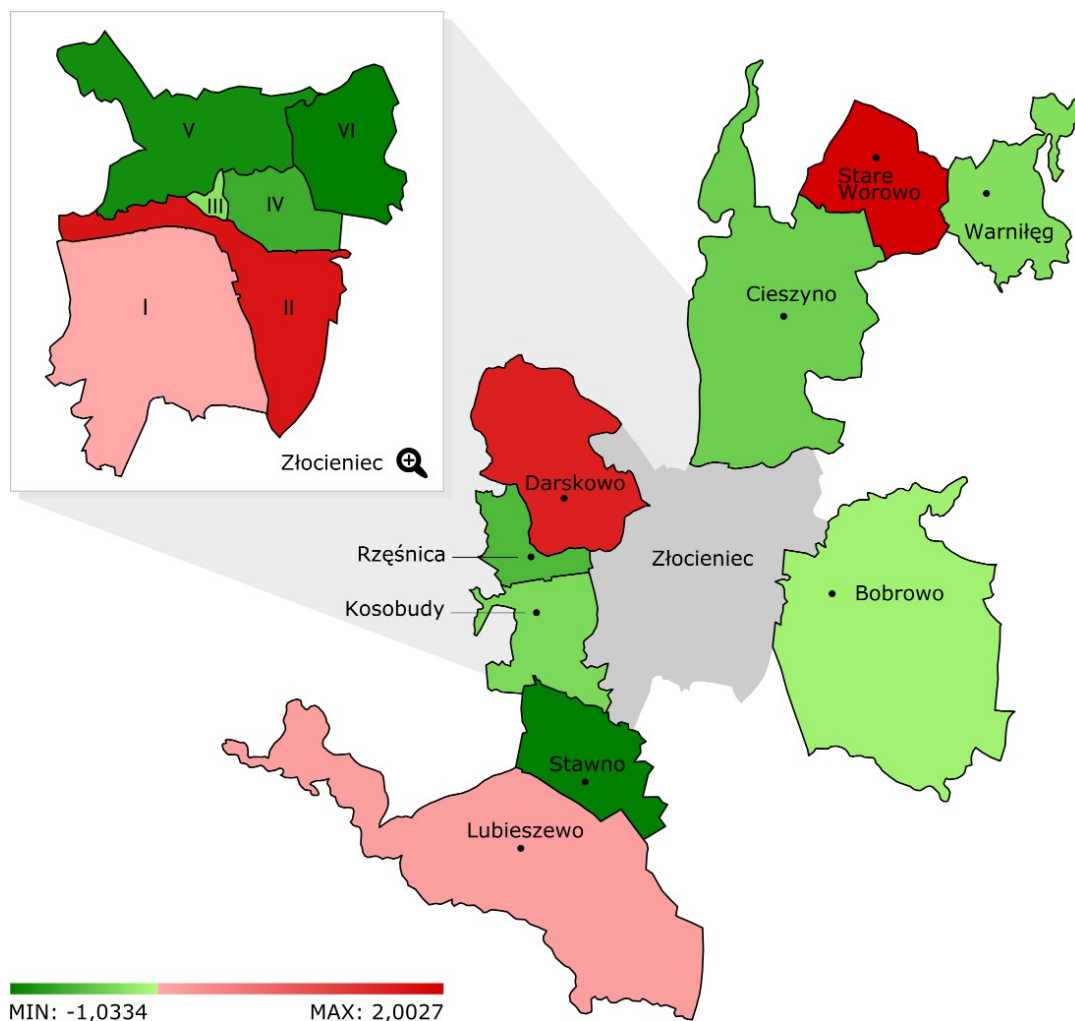 V
VI
III
IV
I
II
Złocieniec
Stare
Worowo
Warniłęg
Cieszyno
Darskowo
Rzęśnica
Złocieniec
Bobrowo
Kosobudy
Stawno
Lubieszewo
MIN: -1,0334
MAX: 2,0027